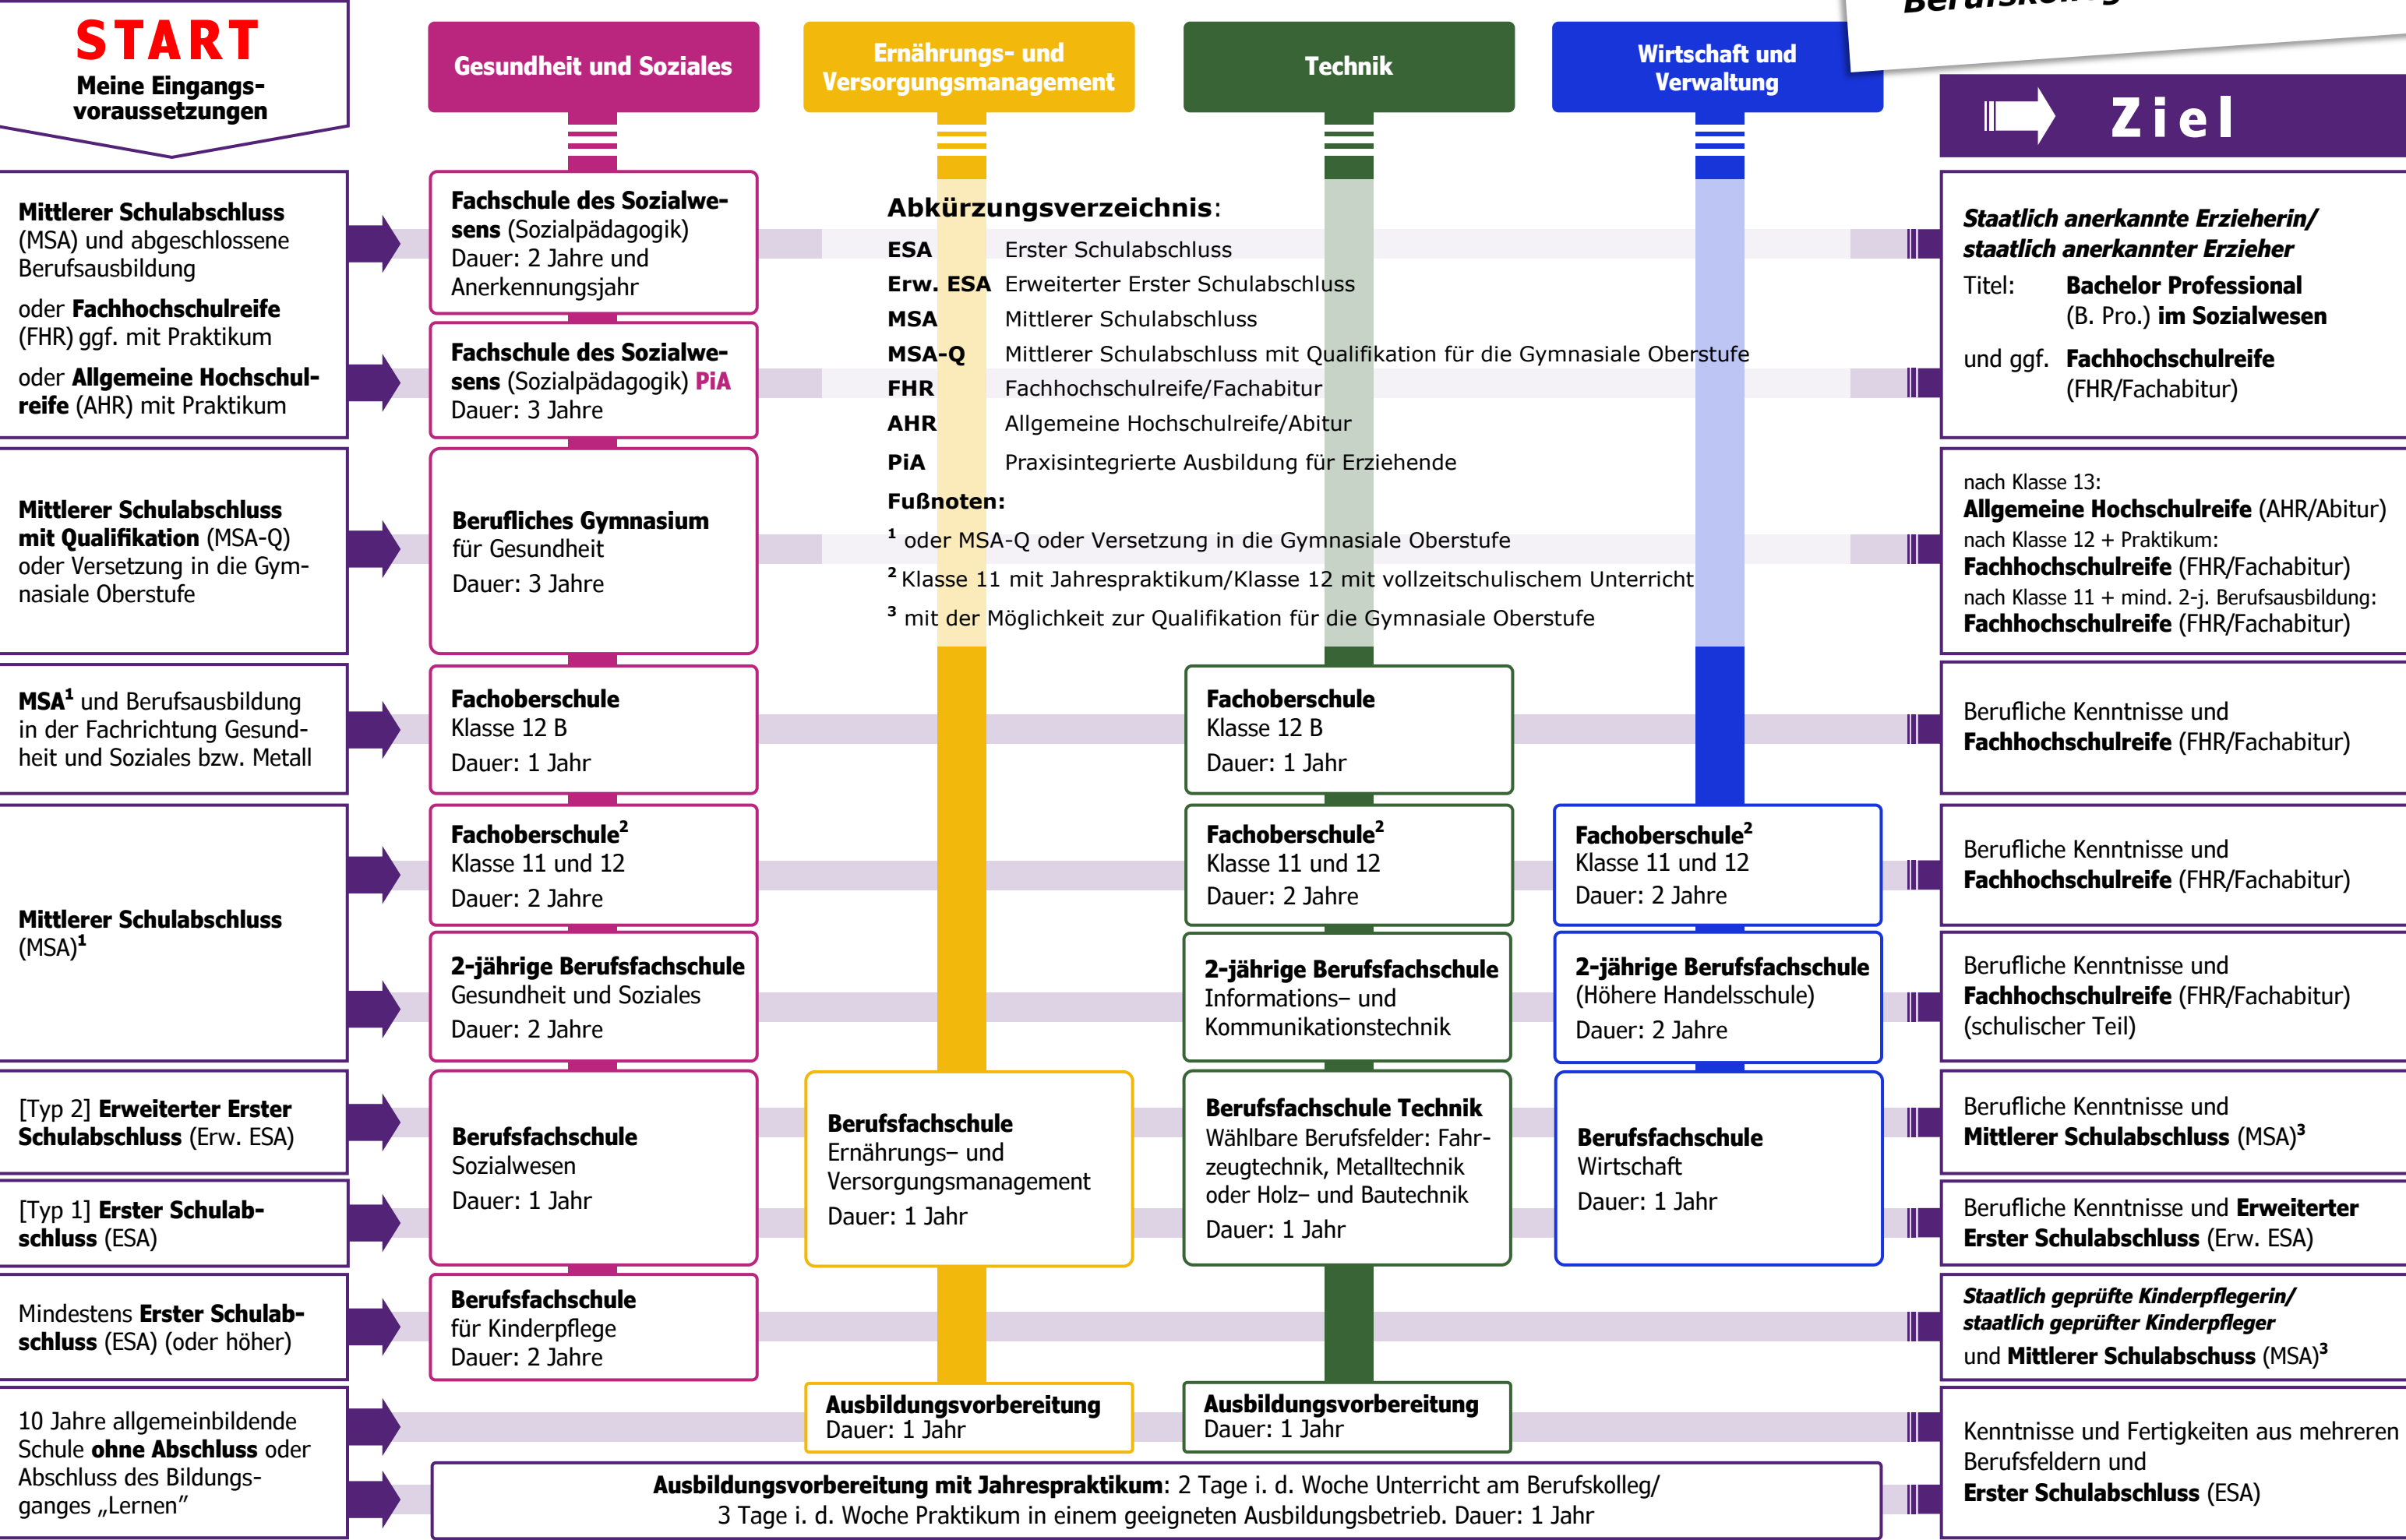 START
Meine Eingangs-
voraussetzungen
Gesundheit und Soziales
Ernährungs- und
Versorgungsmanagement
Technik
Wirtschaft und
Verwaltung
Ziel
Mittlerer Schulabschluss
(MSA) und abgeschlossene
Berufsausbildung
oder Fachhochschulreife
(FHR) ggf. mit Praktikum
oder Allgemeine Hochschul-
reife (AHR) mit Praktikum
Fachschule des Sozialwe-
sens (Sozialpädagogik)
Dauer: 2 Jahre und
Anerkennungsjahr
Fachschule des Sozialwe-
sens (Sozialpädagogik) PiA
Dauer: 3 Jahre
Abkürzungsverzeichnis:
ESA Erster Schulabschluss
Erw. ESA Erweiterter Erster Schulabschluss
MSA Mittlerer Schulabschluss
MSA-Q Mittlerer Schulabschluss mit Qualifikation für die Gymnasiale Oberstufe
FHR Fachhochschulreife/Fachabitur
AHR Allgemeine Hochschulreife/Abitur
PiA Praxisintegrierte Ausbildung für Erziehende
Fußnoten:
¹ oder MSA-Q oder Versetzung in die Gymnasiale Oberstufe
² Klasse 11 mit Jahrespraktikum/Klasse 12 mit vollzeitschulischem Unterricht
³ mit der Möglichkeit zur Qualifikation für die Gymnasiale Oberstufe
Staatlich anerkannte Erzieherin/
staatlich anerkannter Erzieher
Titel: Bachelor Professional
(B. Pro.) im Sozialwesen
und ggf. Fachhochschulreife
(FHR/Fachabitur)
Mittlerer Schulabschluss
mit Qualifikation (MSA-Q)
oder Versetzung in die Gym-
nasiale Oberstufe
Berufliches Gymnasium
für Gesundheit
Dauer: 3 Jahre
nach Klasse 13:
Allgemeine Hochschulreife (AHR/Abitur)
nach Klasse 12 + Praktikum:
Fachhochschulreife (FHR/Fachabitur)
nach Klasse 11 + mind. 2-j. Berufsausbildung:
Fachhochschulreife (FHR/Fachabitur)
MSA¹ und Berufsausbildung
in der Fachrichtung Gesund-
heit und Soziales bzw. Metall
Fachoberschule
Klasse 12 B
Dauer: 1 Jahr
Fachoberschule
Klasse 12 B
Dauer: 1 Jahr
Berufliche Kenntnisse und
Fachhochschulreife (FHR/Fachabitur)
Mittlerer Schulabschluss
(MSA)¹
Fachoberschule²
Klasse 11 und 12
Dauer: 2 Jahre
Fachoberschule²
Klasse 11 und 12
Dauer: 2 Jahre
Fachoberschule²
Klasse 11 und 12
Dauer: 2 Jahre
Berufliche Kenntnisse und
Fachhochschulreife (FHR/Fachabitur)
2-jährige Berufsfachschule
Gesundheit und Soziales
Dauer: 2 Jahre
2-jährige Berufsfachschule
Informations– und
Kommunikationstechnik
2-jährige Berufsfachschule
(Höhere Handelsschule)
Dauer: 2 Jahre
Berufliche Kenntnisse und
Fachhochschulreife (FHR/Fachabitur)
(schulischer Teil)
[Typ 2] Erweiterter Erster
Schulabschluss (Erw. ESA)
[Typ 1] Erster Schulab-
schluss (ESA)
Berufsfachschule
Sozialwesen
Dauer: 1 Jahr
Berufsfachschule
Ernährungs– und
Versorgungsmanagement
Dauer: 1 Jahr
Berufsfachschule Technik
Wählbare Berufsfelder: Fahr-
zeugtechnik, Metalltechnik
oder Holz– und Bautechnik
Dauer: 1 Jahr
Berufsfachschule
Wirtschaft
Dauer: 1 Jahr
Berufliche Kenntnisse und
Mittlerer Schulabschluss (MSA)³
Berufliche Kenntnisse und Erweiterter
Erster Schulabschluss (Erw. ESA)
Mindestens Erster Schulab-
schluss (ESA) (oder höher)
Berufsfachschule
für Kinderpflege
Dauer: 2 Jahre
Staatlich geprüfte Kinderpflegerin/
staatlich geprüfter Kinderpfleger
und Mittlerer Schulabschuss (MSA)³
10 Jahre allgemeinbildende
Schule ohne Abschluss oder
Abschluss des Bildungs-
ganges „Lernen”
Ausbildungsvorbereitung
Dauer: 1 Jahr
Ausbildungsvorbereitung
Dauer: 1 Jahr
Ausbildungsvorbereitung mit Jahrespraktikum: 2 Tage i. d. Woche Unterricht am Berufskolleg/
3 Tage i. d. Woche Praktikum in einem geeigneten Ausbildungsbetrieb. Dauer: 1 Jahr
Kenntnisse und Fertigkeiten aus mehreren
Berufsfeldern und
Erster Schulabschluss (ESA)